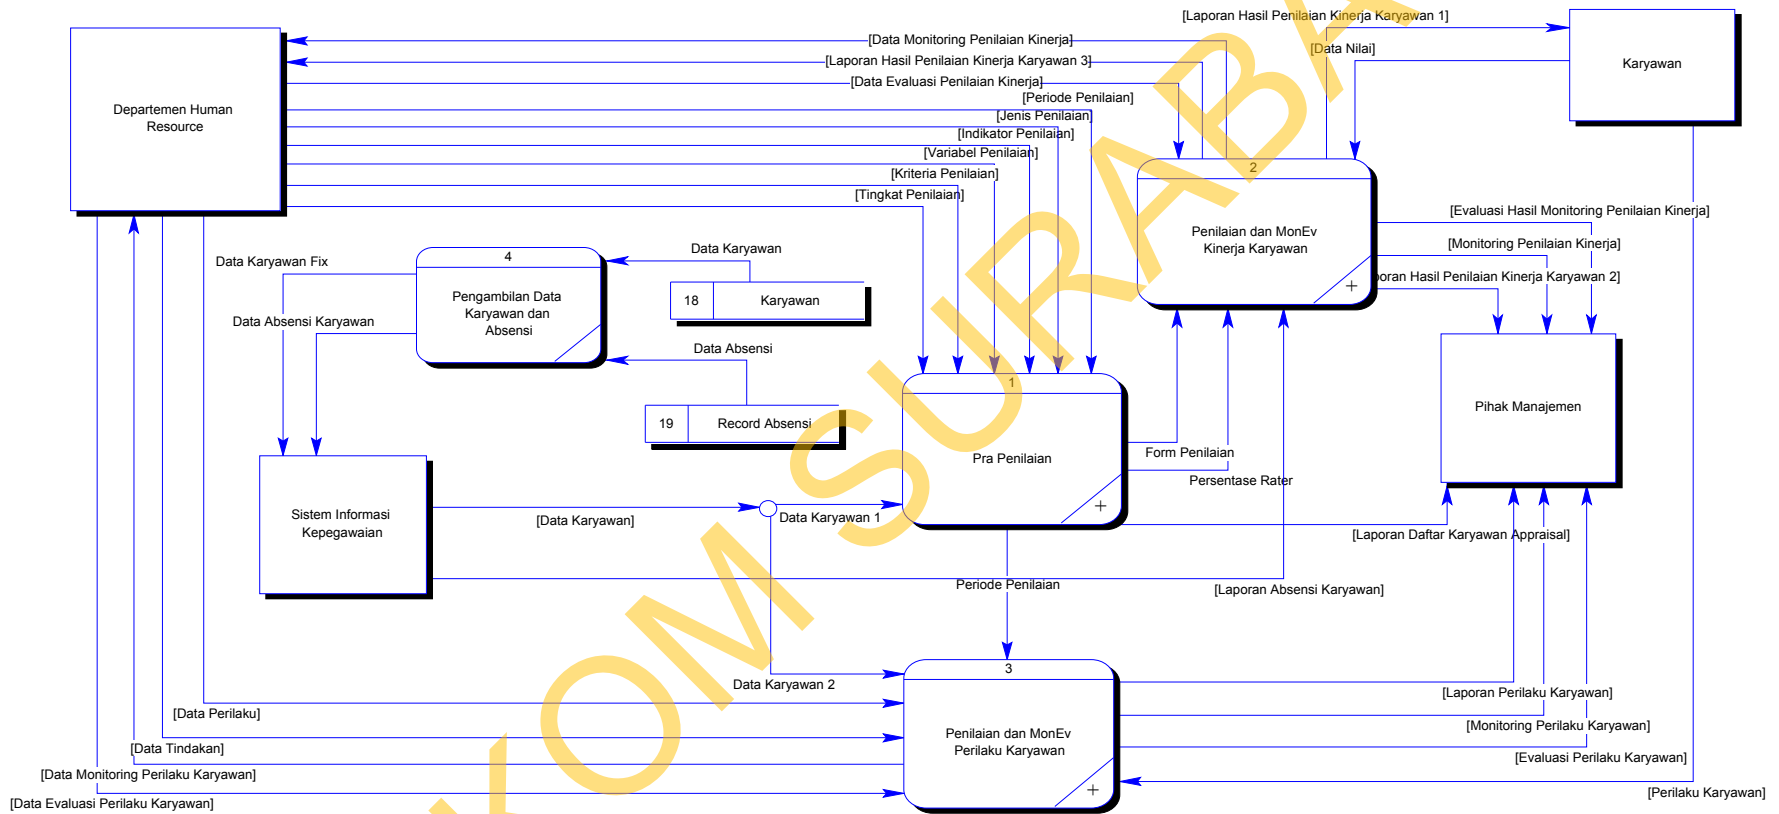 [Laporan Hasil Penilaian Kinerja Karyawan 1]
[Data Monitoring Penilaian Kinerja]
[Data Nilai]
[Laporan Hasil Penilaian Kinerja Karyawan 3]
Karyawan
[Data Evaluasi Penilaian Kinerja]
Departemen Human
Resource
[Periode Penilaian]
[Jenis Penilaian]
[Indikator Penilaian]
[Variabel Penilaian]
[Kriteria Penilaian]
[Tingkat Penilaian]
2
Penilaian dan MonEv
Kinerja Karyawan
+
[Evaluasi Hasil Monitoring Penilaian Kinerja]
[Monitoring Penilaian Kinerja]
poran Hasil Penilaian Kinerja Karyawan 2]
Data Karyawan Fix
4
Pengambilan Data
Karyawan dan
Absensi
Data Karyawan
18
Karyawan
Data Absensi Karyawan
Data Absensi
19
Record Absensi
1
Pra Penilaian
+
Pihak Manajemen
Form Penilaian
Persentase Rater
Sistem Informasi
Kepegawaian
[Data Karyawan]
Data Karyawan 1
[Laporan Daftar Karyawan Appraisal]
Periode Penilaian
[Laporan Absensi Karyawan]
3
Penilaian dan MonEv
Perilaku Karyawan
+
Data Karyawan 2
[Data Perilaku]
[Data Tindakan]
[Data Monitoring Perilaku Karyawan]
[Data Evaluasi Perilaku Karyawan]
[Laporan Perilaku Karyawan]
[Monitoring Perilaku Karyawan]
[Evaluasi Perilaku Karyawan]
[Perilaku Karyawan]
KOM SURABA